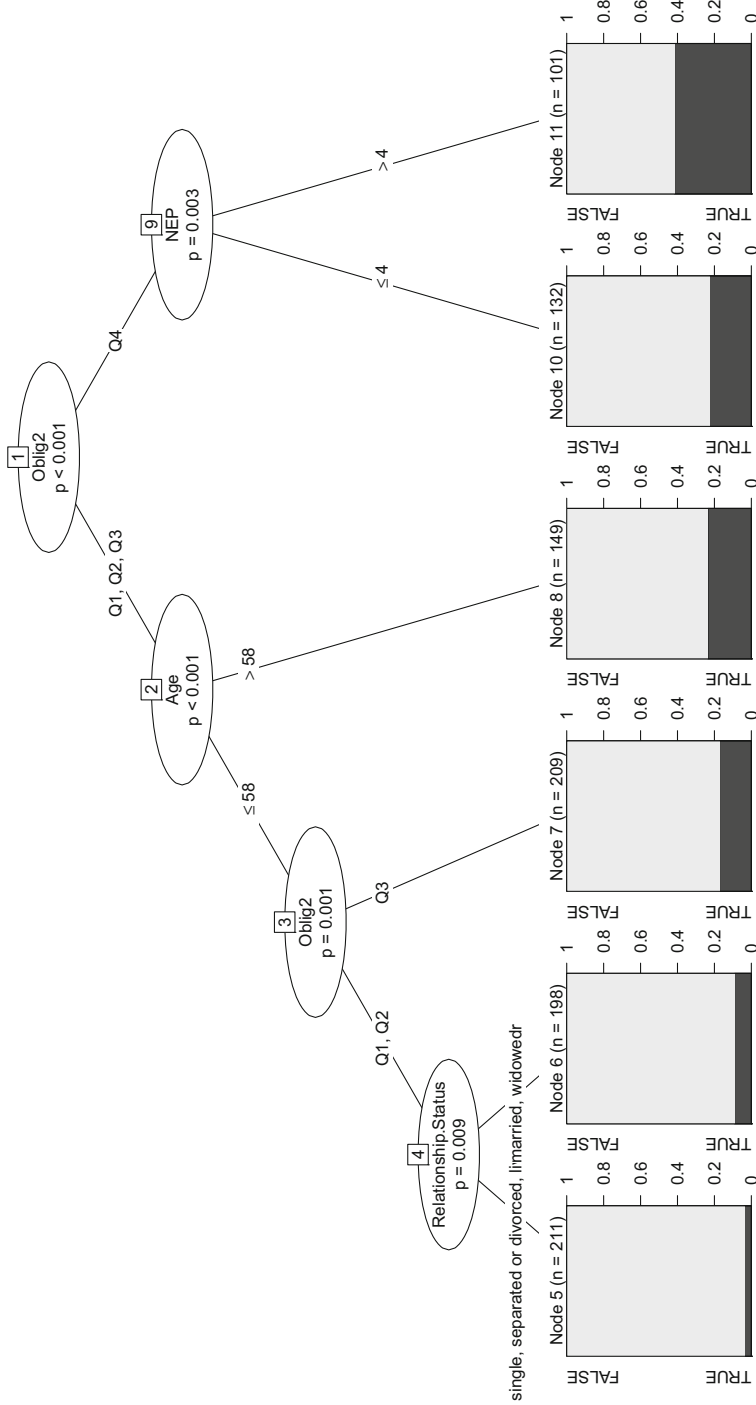 1
Oblig2
p < 0.001
Q1, Q2, Q3
Q4
2
Age
p < 0.001
9
NEP
p = 0.003
≤ 58
> 58
≤ 4
> 4
3
Oblig2
p = 0.001
Q1, Q2
Q3
4
Relationship.Status
p = 0.009
single, separated or divorced, married, widowed
Node 5 (n = 211)
TRUE
FALSE
0
0.2
0.4
0.6
0.8
1
Node 6 (n = 198)
TRUE
FALSE
0
0.2
0.4
0.6
0.8
1
Node 7 (n = 209)
TRUE
FALSE
0
0.2
0.4
0.6
0.8
1
Node 8 (n = 149)
TRUE
FALSE
0
0.2
0.4
0.6
0.8
1
Node 10 (n = 132)
TRUE
FALSE
0
0.2
0.4
0.6
0.8
1
Node 11 (n = 101)
TRUE
FALSE
0
0.2
0.4
0.6
0.8
1